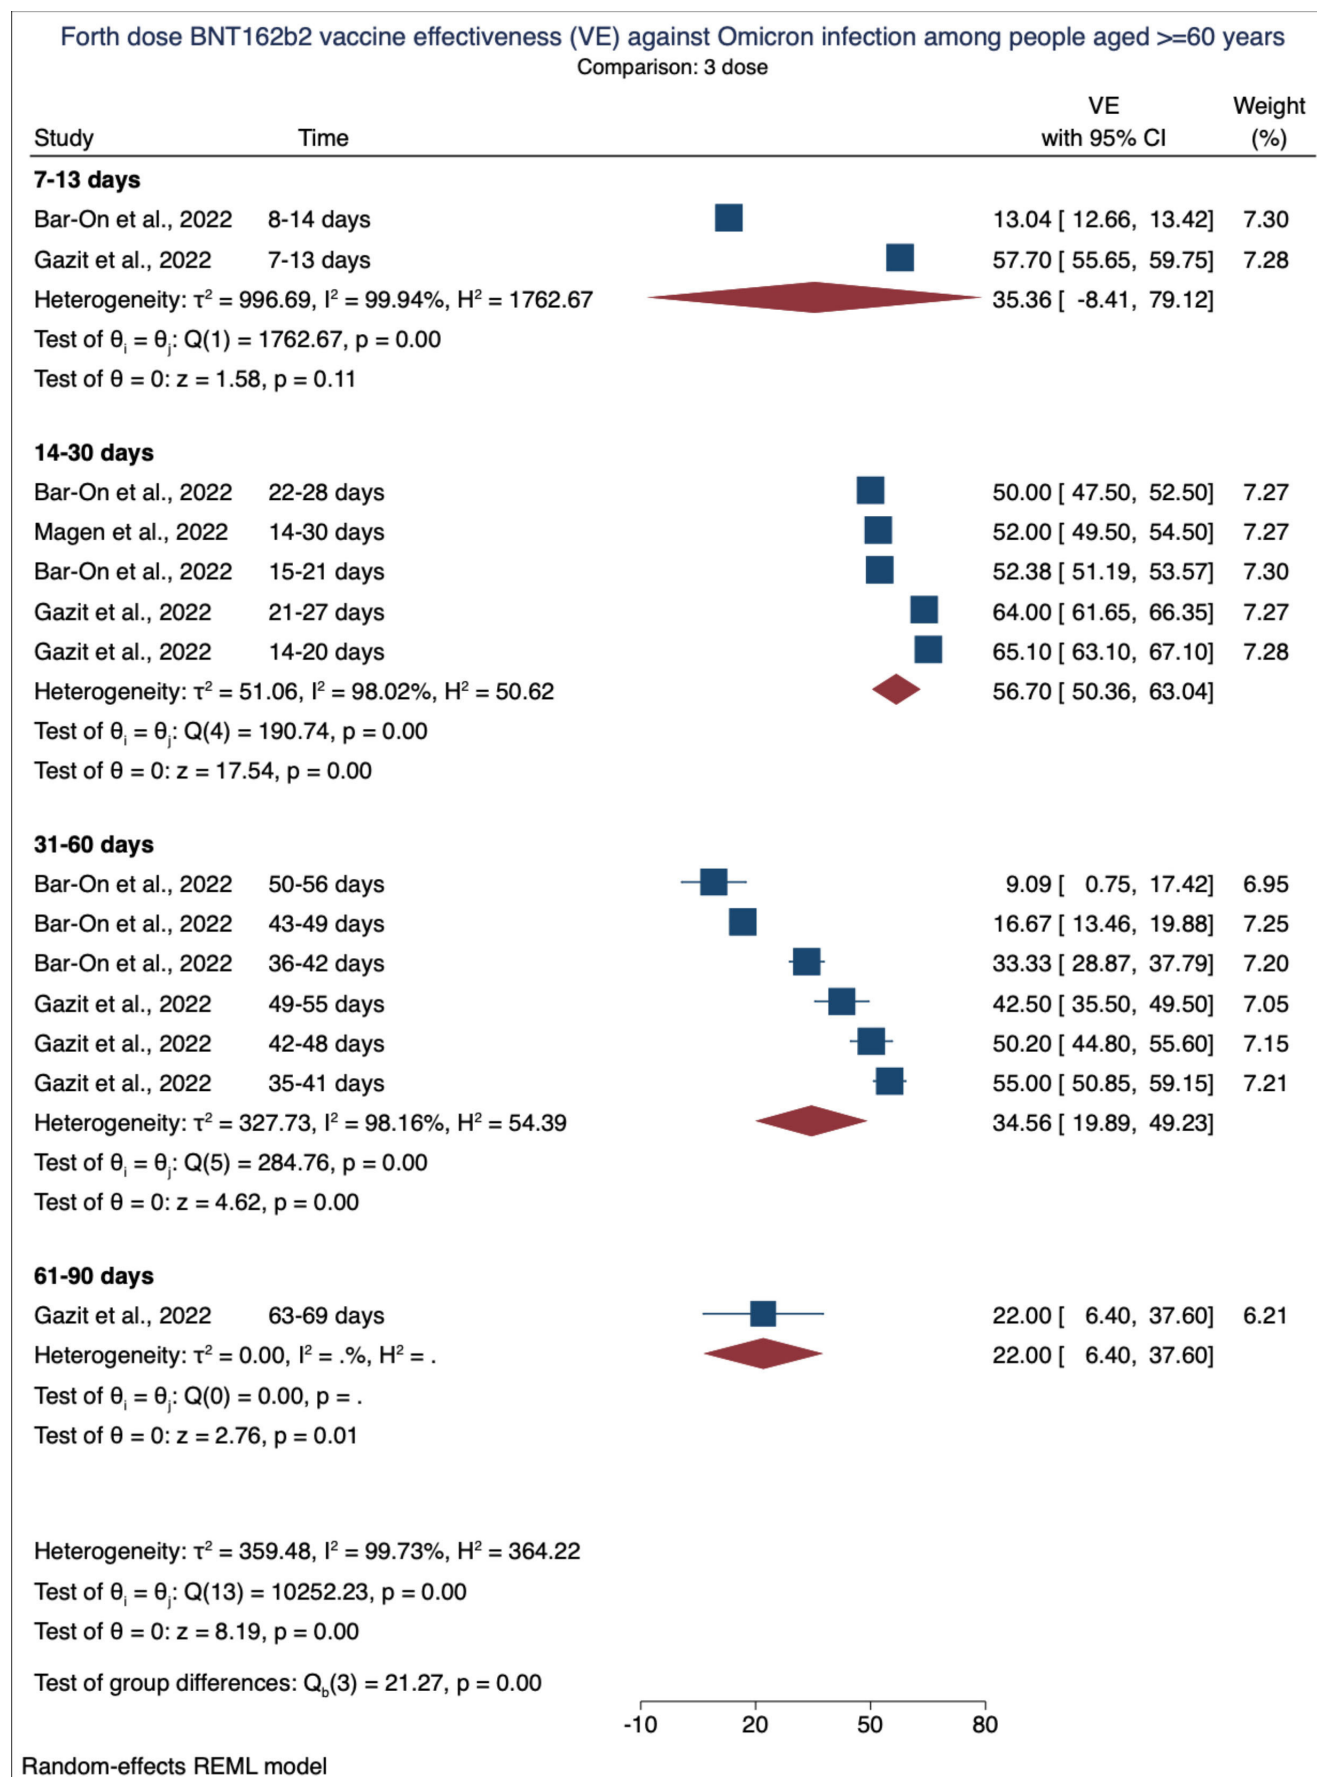 Forth dose BNT162b2 vaccine effectiveness (VE) against Omicron infection among people aged >=60 years
Comparison: 3 dose
VE Weight
Study Time with 95% CI (%)
7-13 days
Bar-On et al., 2022 8-14 days 13.04 [ 12.66, 13.42] 7.30
Gazit et al., 2022 7-13 days 57.70 [ 55.65, 59.75] 7.28
Heterogeneity: τ² = 996.69, I² = 99.94%, H² = 1762.67 35.36 [ -8.41, 79.12]
Test of θᵢ = θⱼ: Q(1) = 1762.67, p = 0.00
Test of θ = 0: z = 1.58, p = 0.11
14-30 days
Bar-On et al., 2022 22-28 days 50.00 [ 47.50, 52.50] 7.27
Magen et al., 2022 14-30 days 52.00 [ 49.50, 54.50] 7.27
Bar-On et al., 2022 15-21 days 52.38 [ 51.19, 53.57] 7.30
Gazit et al., 2022 21-27 days 64.00 [ 61.65, 66.35] 7.27
Gazit et al., 2022 14-20 days 65.10 [ 63.10, 67.10] 7.28
Heterogeneity: τ² = 51.06, I² = 98.02%, H² = 50.62 56.70 [ 50.36, 63.04]
Test of θᵢ = θⱼ: Q(4) = 190.74, p = 0.00
Test of θ = 0: z = 17.54, p = 0.00
31-60 days
Bar-On et al., 2022 50-56 days 9.09 [ 0.75, 17.42] 6.95
Bar-On et al., 2022 43-49 days 16.67 [ 13.46, 19.88] 7.25
Bar-On et al., 2022 36-42 days 33.33 [ 28.87, 37.79] 7.20
Gazit et al., 2022 49-55 days 42.50 [ 35.50, 49.50] 7.05
Gazit et al., 2022 42-48 days 50.20 [ 44.80, 55.60] 7.15
Gazit et al., 2022 35-41 days 55.00 [ 50.85, 59.15] 7.21
Heterogeneity: τ² = 327.73, I² = 98.16%, H² = 54.39 34.56 [ 19.89, 49.23]
Test of θᵢ = θⱼ: Q(5) = 284.76, p = 0.00
Test of θ = 0: z = 4.62, p = 0.00
61-90 days
Gazit et al., 2022 63-69 days 22.00 [ 6.40, 37.60] 6.21
Heterogeneity: τ² = 0.00, I² = .%, H² = . 22.00 [ 6.40, 37.60]
Test of θᵢ = θⱼ: Q(0) = 0.00, p = .
Test of θ = 0: z = 2.76, p = 0.01
Heterogeneity: τ² = 359.48, I² = 99.73%, H² = 364.22
Test of θᵢ = θⱼ: Q(13) = 10252.23, p = 0.00
Test of θ = 0: z = 8.19, p = 0.00
Test of group differences: Q_b(3) = 21.27, p = 0.00
-10 20 50 80
Random-effects REML model